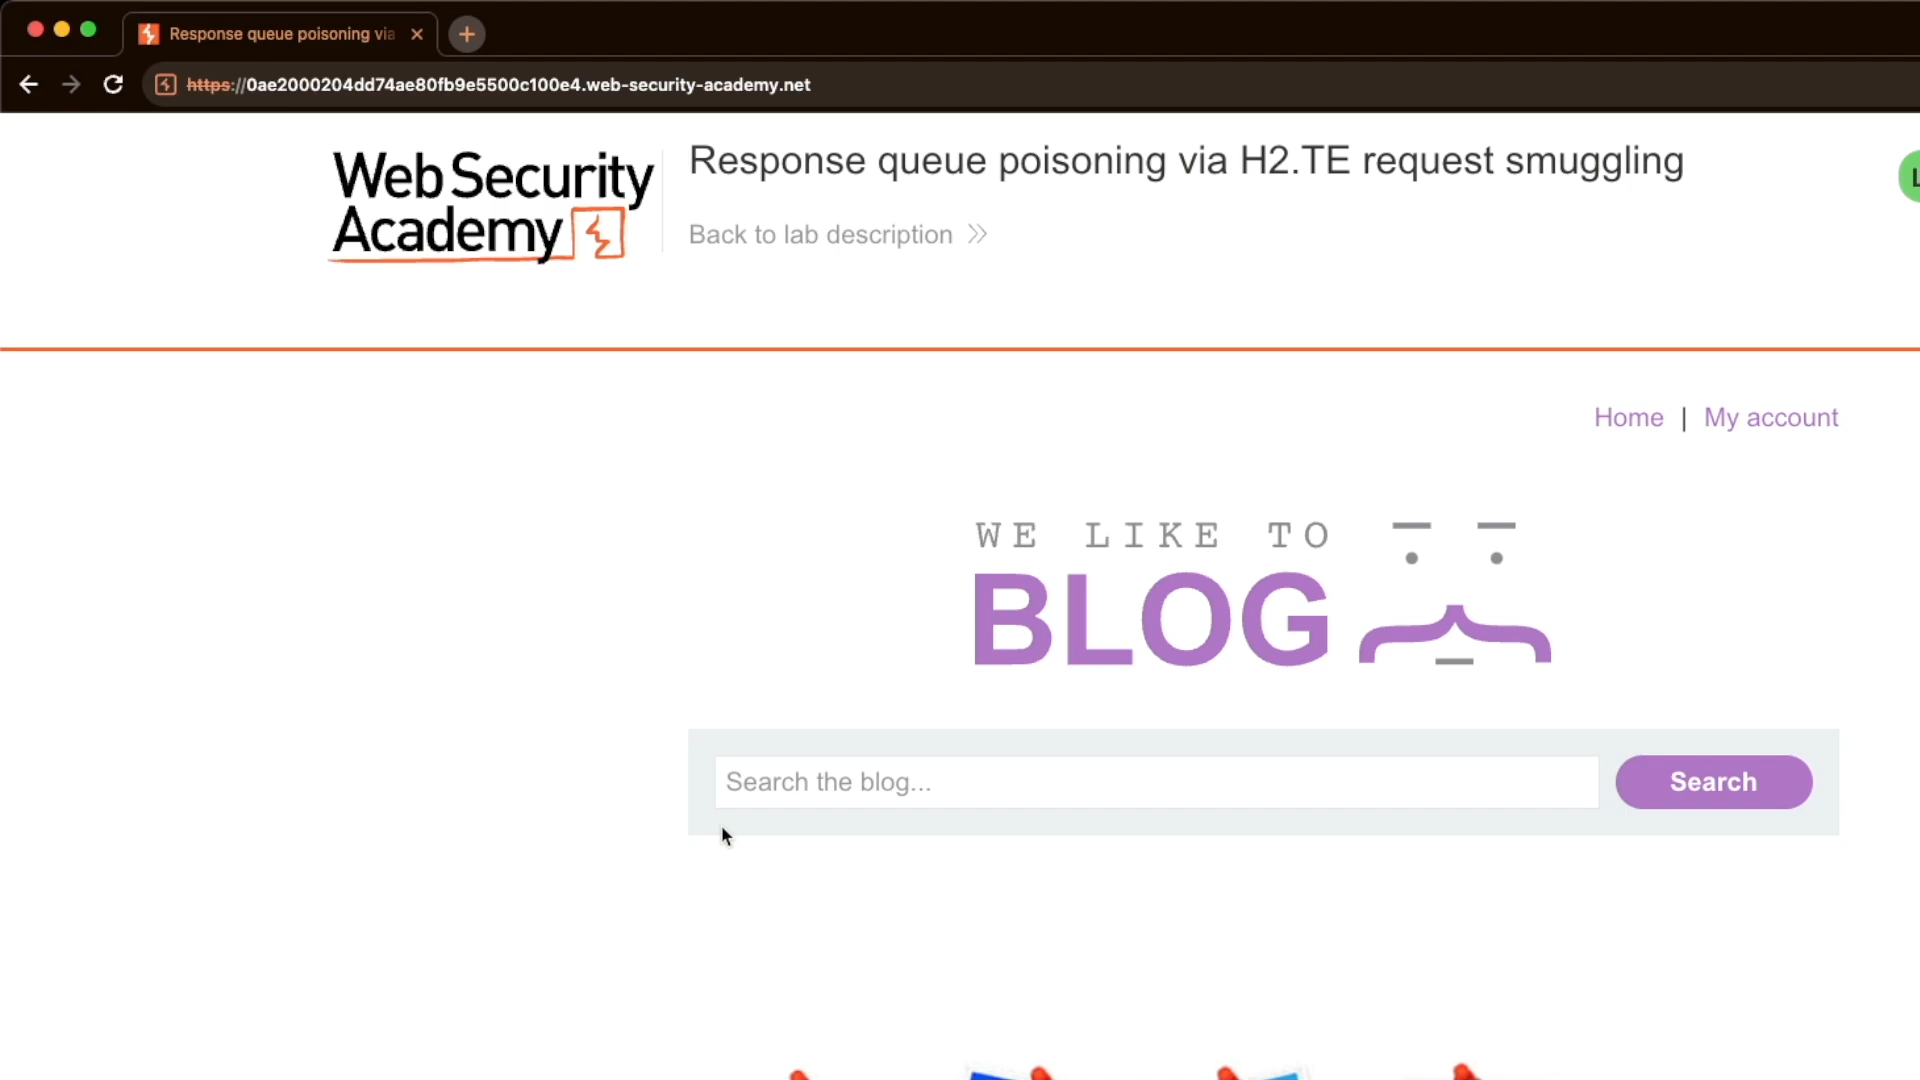 Response queue poisoning via
https://0ae2000204dd74ae80fb9e5500c100e4.web-security-academy.net
Web Security
Academy
Response queue poisoning via H2.TE request smuggling
Back to lab description
Home | My account
WE LIKE TO
BLOG
Search the blog...
Search